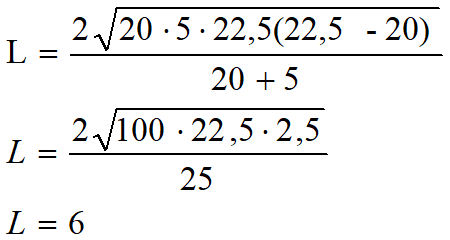 L = 2√(20 · 5 · 22,5(22,5 - 20)) / (20 + 5)
L = 2√(100 · 22,5 · 2,5) / 25
L = 6